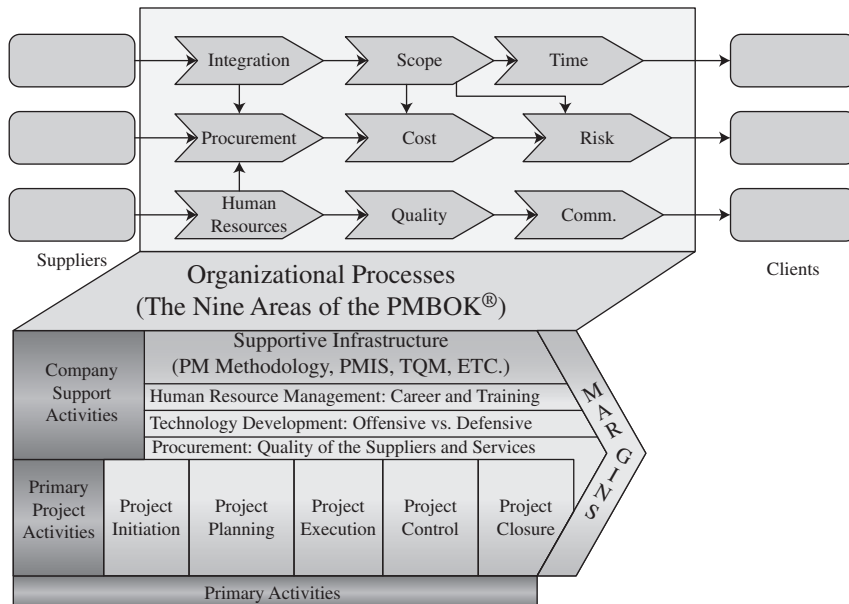 Integration
Scope
Time
Procurement
Cost
Risk
Human
Resources
Quality
Comm.
Suppliers
Clients
Organizational Processes
(The Nine Areas of the PMBOK®)
Company
Support
Activities
Supportive Infrastructure
(PM Methodology, PMIS, TQM, ETC.)
Human Resource Management: Career and Training
Technology Development: Offensive vs. Defensive
Procurement: Quality of the Suppliers and Services
MARGINS
Primary
Project
Activities
Project
Initiation
Project
Planning
Project
Execution
Project
Control
Project
Closure
Primary Activities